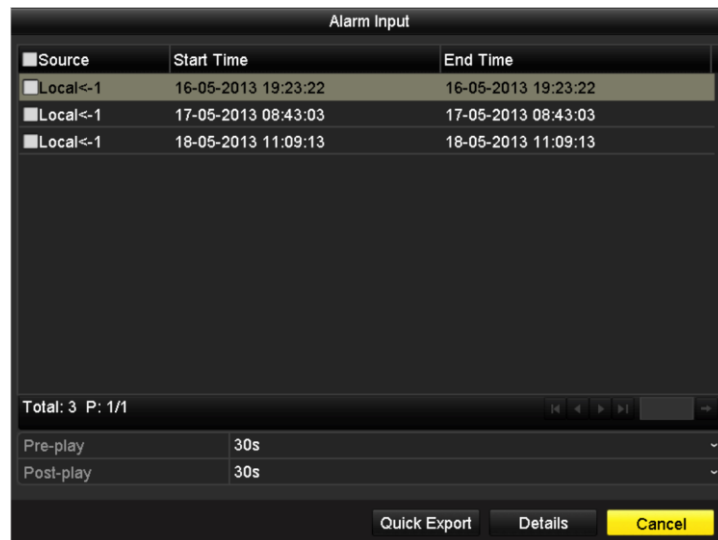 Alarm Input
Source Start Time End Time
Local<-1 16-05-2013 19:23:22 16-05-2013 19:23:22
Local<-1 17-05-2013 08:43:03 17-05-2013 08:43:03
Local<-1 18-05-2013 11:09:13 18-05-2013 11:09:13
Total: 3 P: 1/1
Pre-play 30s
Post-play 30s
Quick Export Details Cancel